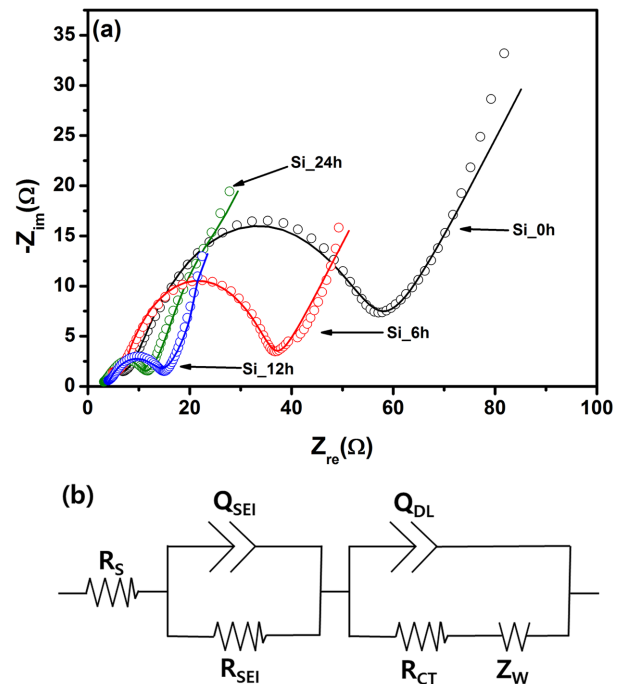 (a)
35
30
25
20
15
10
5
0
-Z_im(Ω)
Si_24h
Si_0h
Si_6h
Si_12h
0 20 40 60 80 100
Z_re(Ω)
(b)
Q_SEI Q_DL
R_S
R_SEI R_CT Z_W